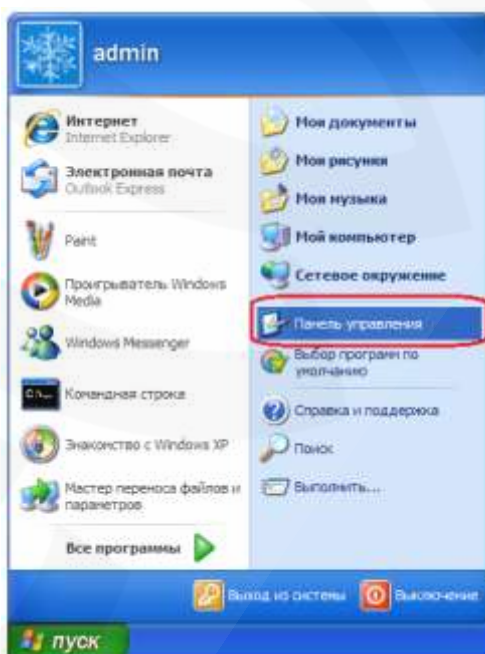 admin
Интернет
Internet Explorer
Электронная почта
Outlook Express
Paint
Проигрыватель Windows
Media
Windows Messenger
Командная строка
Знакомство с Windows XP
Мастер переноса файлов и
параметров
Все программы
Мои документы
Мои рисунки
Моя музыка
Мой компьютер
Сетевое окружение
Панель управления
Выбор программ по
умолчанию
Справка и поддержка
Поиск
Выполнить...
Выход из системы
Выключение
пуск